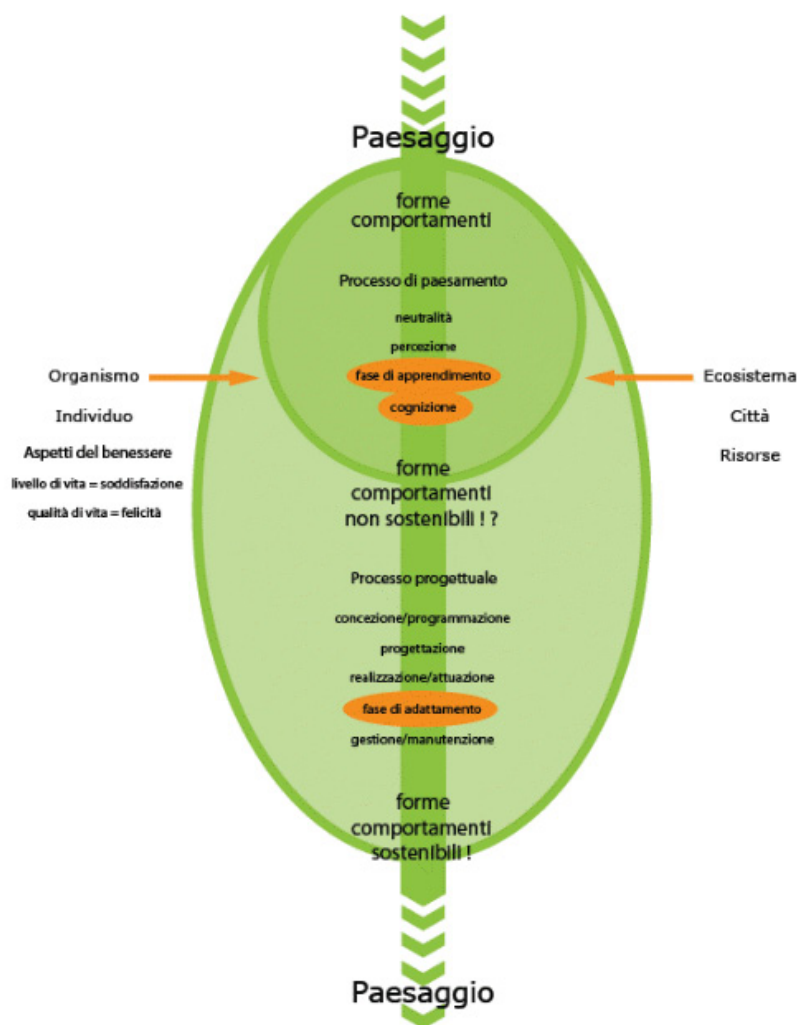 Paesaggio
forme
comportamenti
Processo di paesamento
neutralità
percezione
fase di apprendimento
cognizione
Organismo
Individuo
Aspetti del benessere
livello di vita = soddisfazione
qualità di vita = felicità
Ecosistema
Città
Risorse
forme
comportamenti
non sostenibili ! ?
Processo progettuale
concezione/programmazione
progettazione
realizzazione/attuazione
fase di adattamento
gestione/manutenzione
forme
comportamenti
sostenibili !
Paesaggio